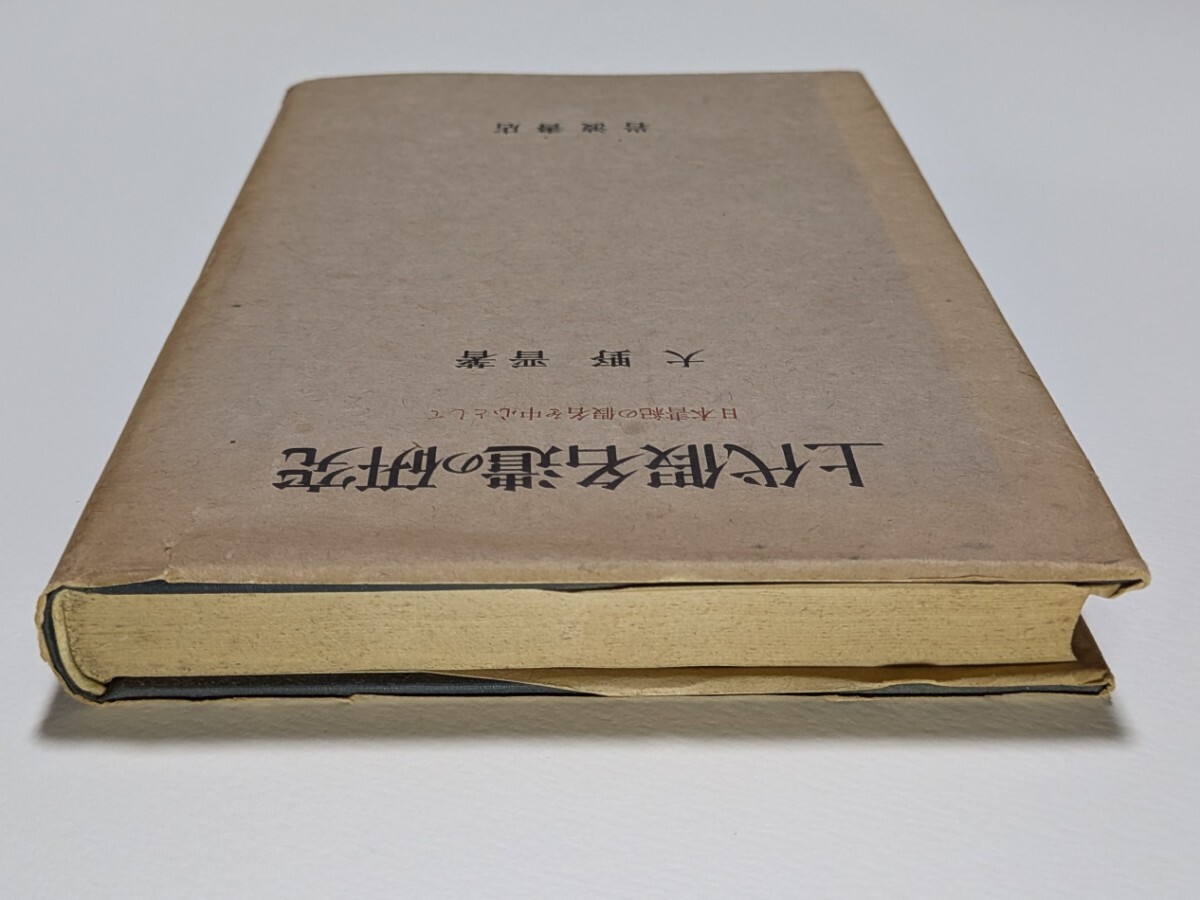 上代假名遣の研究
日本書紀の假名を中心として
大野晋著
岩波書店